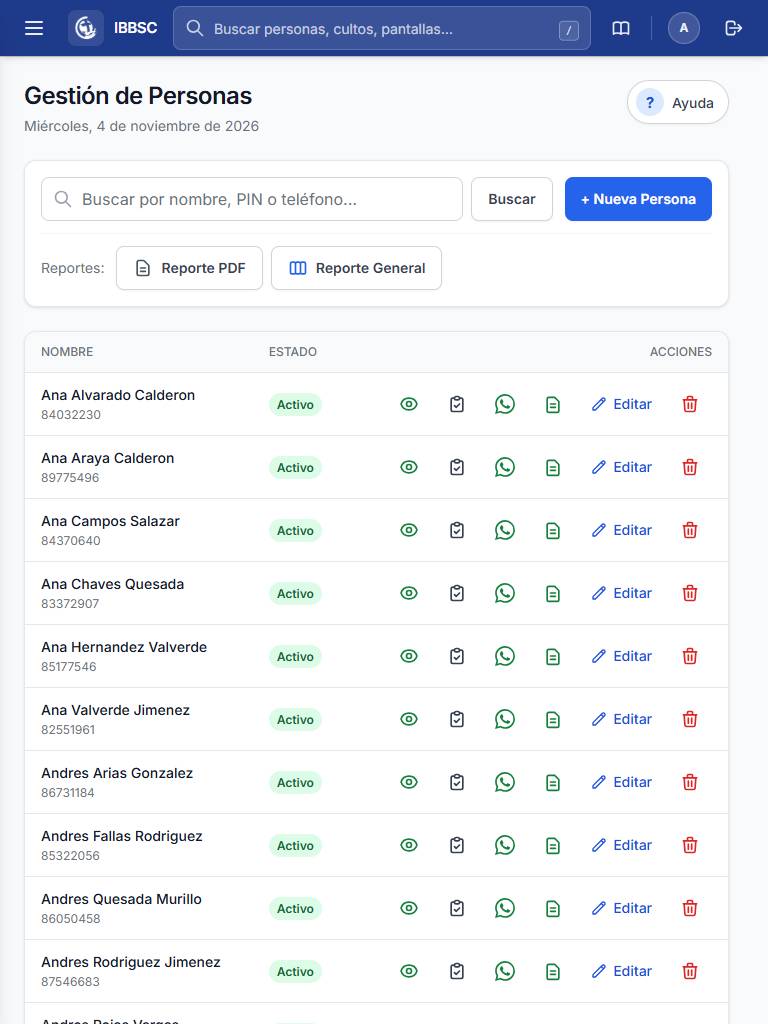 IBBSC
Buscar personas, cultos, pantallas...
/
A
Gestión de Personas
Miércoles, 4 de noviembre de 2026
? Ayuda
Buscar por nombre, PIN o teléfono...
Buscar
+ Nueva Persona
Reportes:
Reporte PDF
Reporte General
NOMBRE ESTADO ACCIONES
Ana Alvarado Calderon
84032230
Activo
Editar
Ana Araya Calderon
89775496
Activo
Editar
Ana Campos Salazar
84370640
Activo
Editar
Ana Chaves Quesada
83372907
Activo
Editar
Ana Hernandez Valverde
85177546
Activo
Editar
Ana Valverde Jimenez
82551961
Activo
Editar
Andres Arias Gonzalez
86731184
Activo
Editar
Andres Fallas Rodriguez
85322056
Activo
Editar
Andres Quesada Murillo
86050458
Activo
Editar
Andres Rodriguez Jimenez
87546683
Activo
Editar